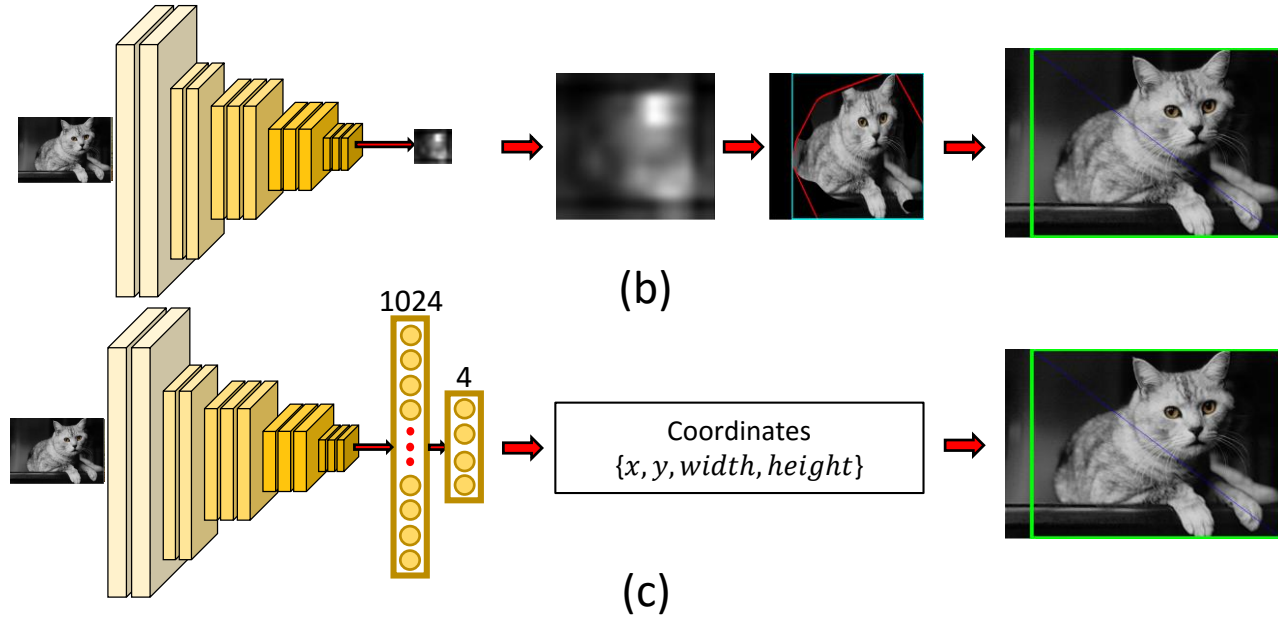 (b)
1024
4
Coordinates
{x, y, width, height}
(c)